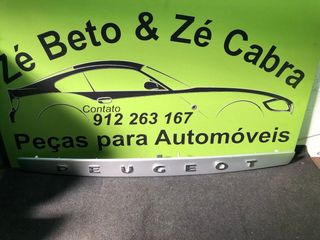 Zé Beto & Zé Cabra
Contato
912 263 167
Peças para Automóveis
PEUGEOT